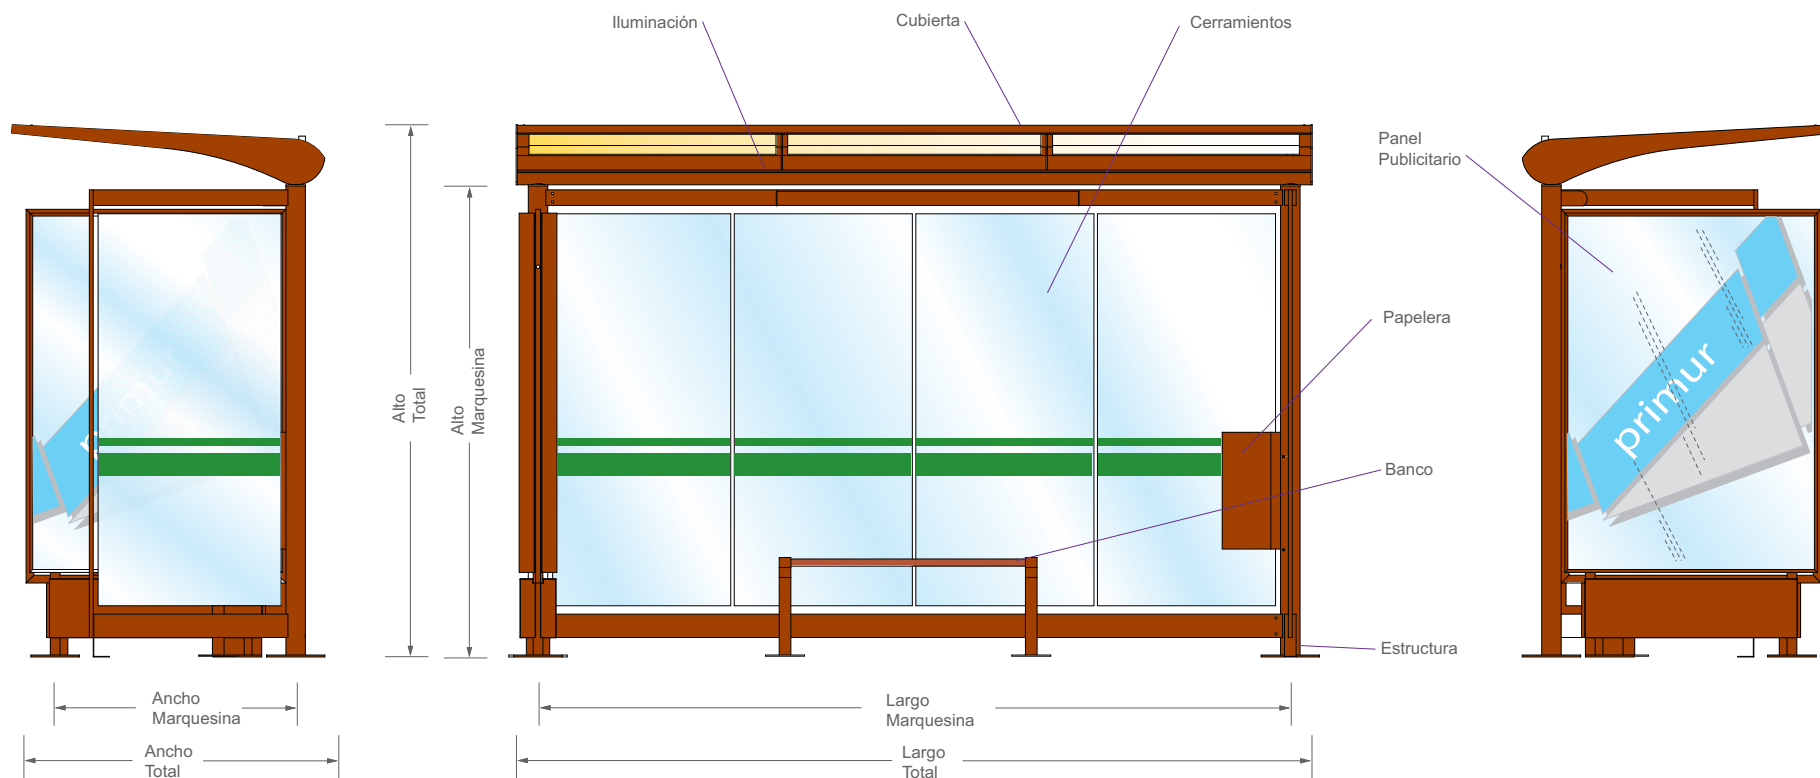 Iluminación
Cubierta
Cerramientos
Panel
Publicitario
Papelera
Banco
Estructura
Alto
Total
Alto
Marquesina
primur
primur
Ancho
Marquesina
Ancho
Total
Largo
Marquesina
Largo
Total